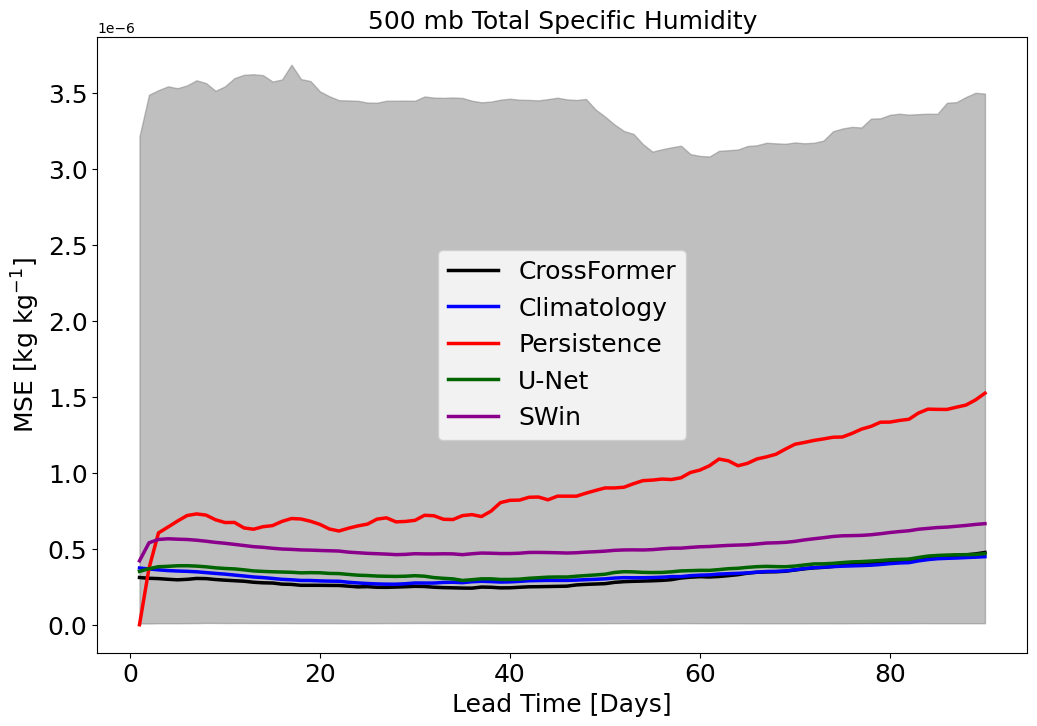 500 mb Total Specific Humidity
1e−6
3.5
3.0
2.5
2.0
1.5
1.0
0.5
0.0
MSE [kg kg⁻¹]
CrossFormer
Climatology
Persistence
U-Net
SWin
0 20 40 60 80
Lead Time [Days]